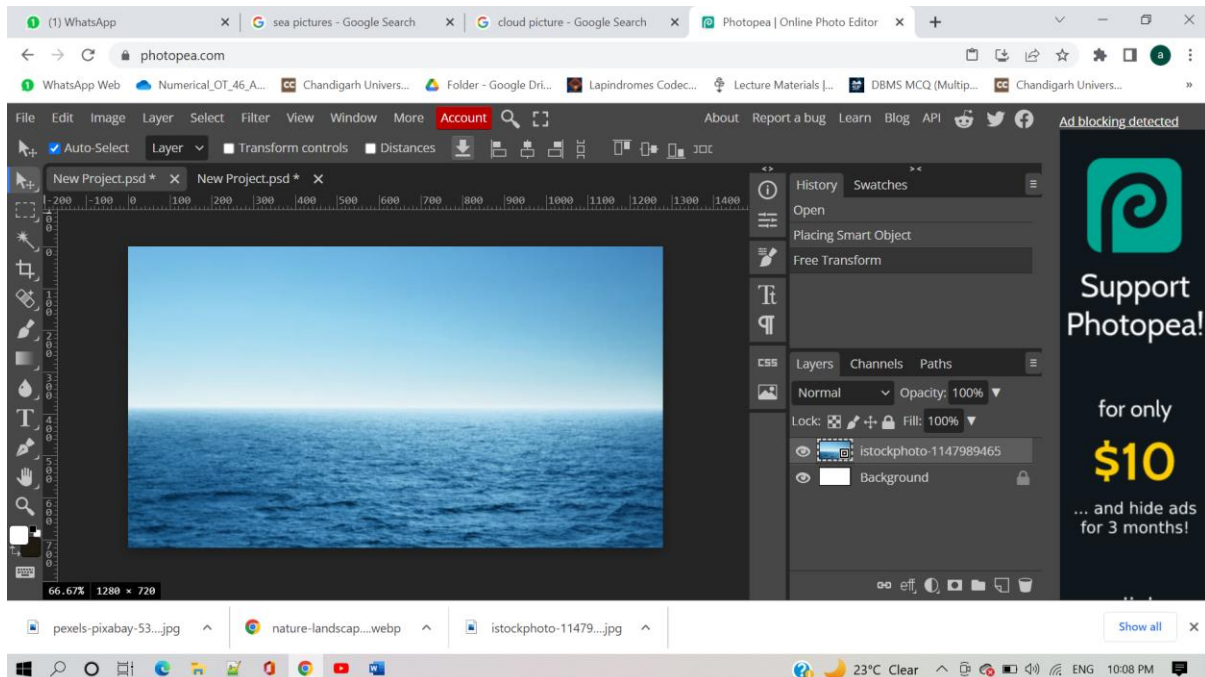 (1) WhatsApp
sea pictures - Google Search
cloud picture - Google Search
Photopea | Online Photo Editor
photopea.com
a
WhatsApp Web
Numerical_OT_46_A...
Chandigarh Univers...
Folder - Google Dri...
Lapindromes Codec...
Lecture Materials |...
DBMS MCQ (Multip...
Chandigarh Univers...
File Edit Image Layer Select Filter View Window More Account
About Report a bug Learn Blog API
Ad blocking detected
Auto-Select Layer Transform controls Distances
New Project.psd * New Project.psd *
-200 -100 0 100 200 300 400 500 600 700 800 900 1000 1100 1200 1300 1400
History Swatches
Open
Placing Smart Object
Free Transform
CSS
Layers Channels Paths
Normal Opacity: 100%
Lock: Fill: 100%
istockphoto-1147989465
Background
eff
66.67% 1280 × 720
Support
Photopea!
for only
$10
... and hide ads
for 3 months!
pexels-pixabay-53....jpg
nature-landscap....webp
istockphoto-11479....jpg
Show all
23°C Clear
ENG 10:08 PM